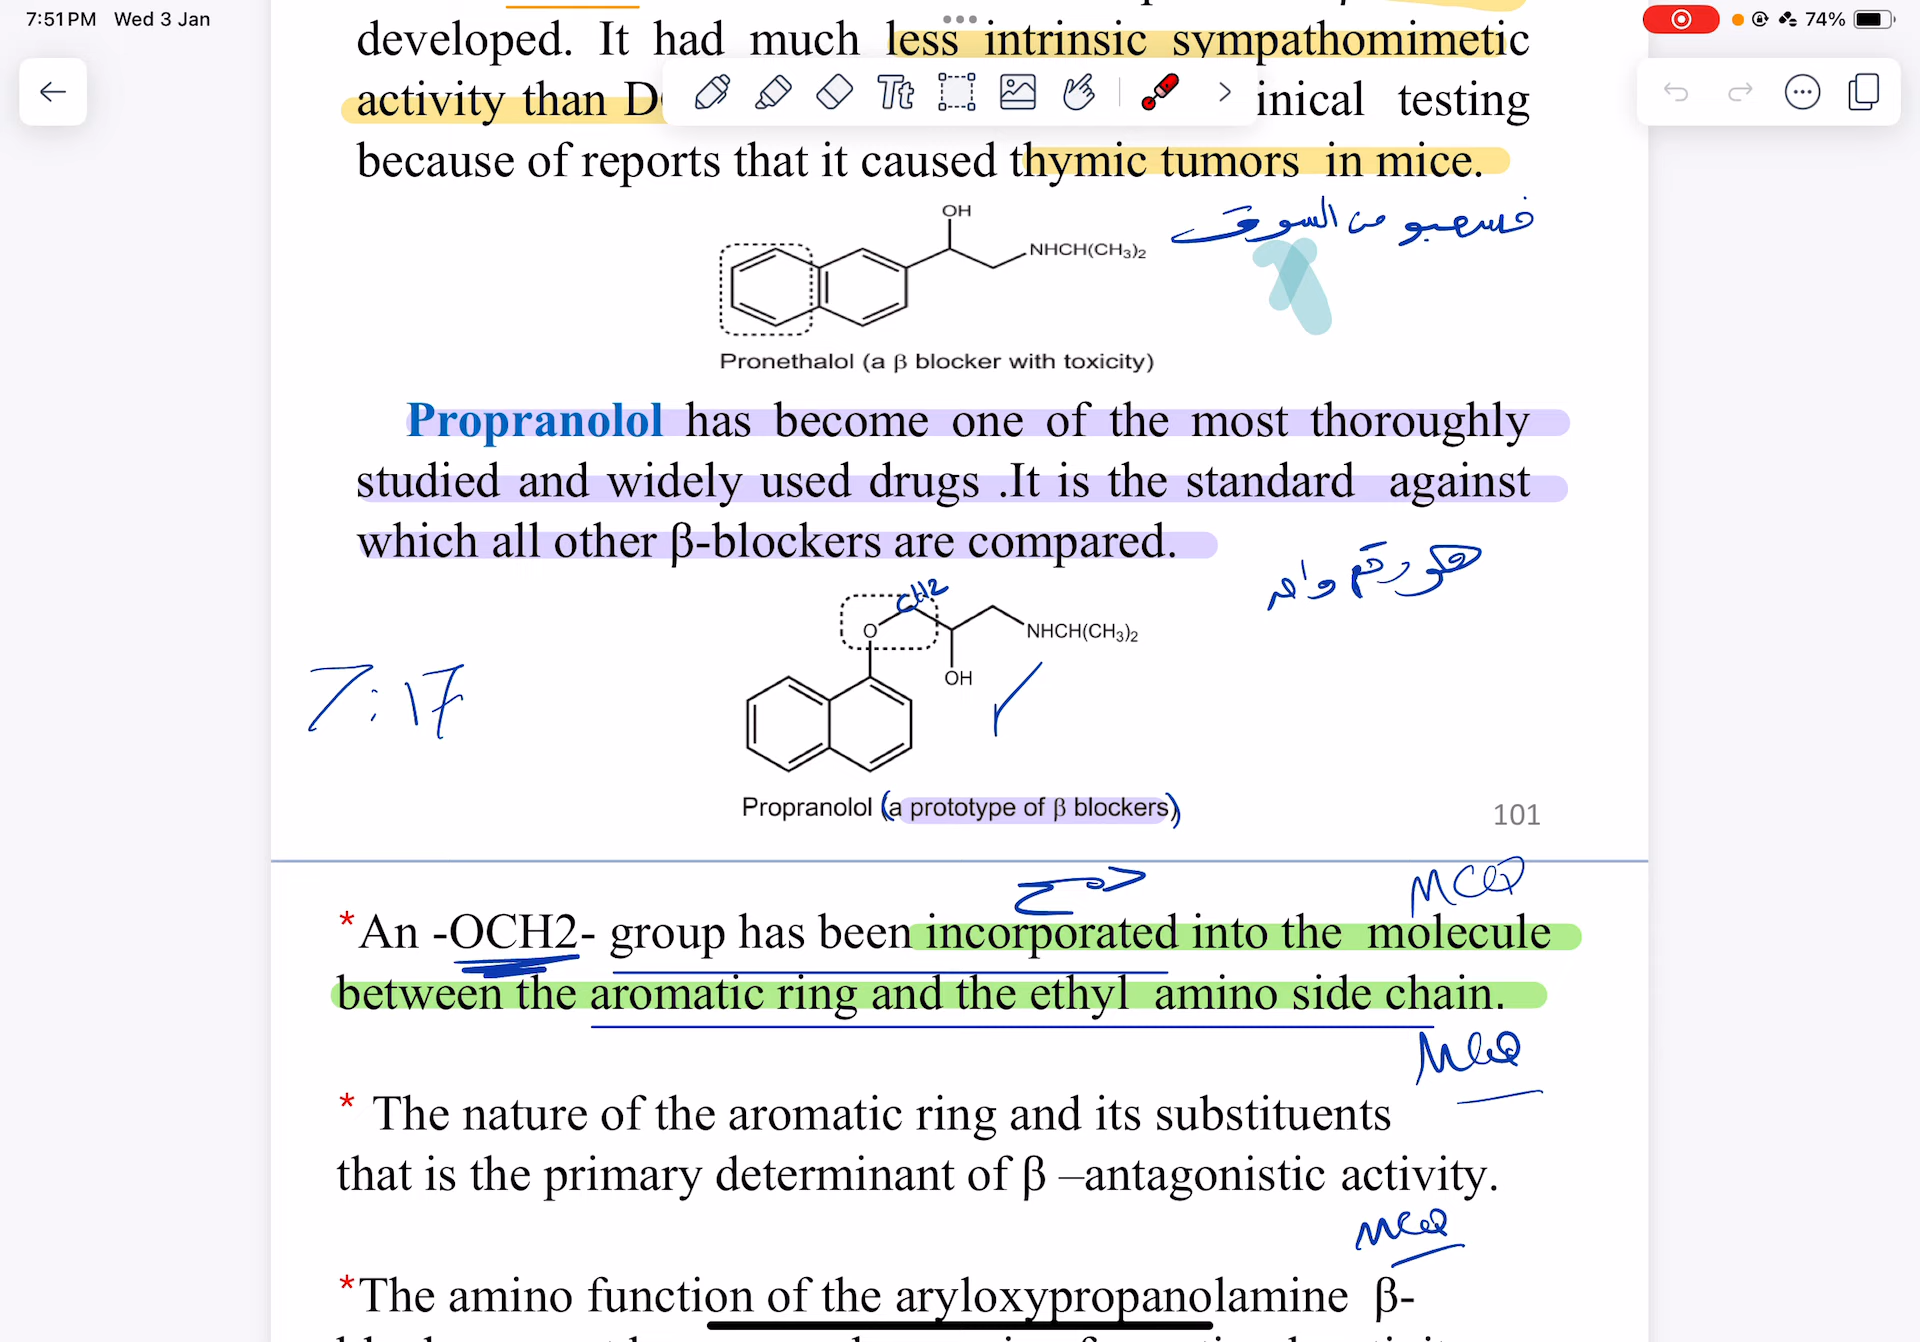 7:51 PM Wed 3 Jan
74%
developed. It had much less intrinsic sympathomimetic
activity than D inical testing
because of reports that it caused thymic tumors in mice.
Tt
OH
NHCH(CH₃)₂
فسحبو من السوق
Pronethalol (a β blocker with toxicity)
Propranolol has become one of the most thoroughly
studied and widely used drugs .It is the standard against
which all other β-blockers are compared.
هو رقم واحد
CH2
O
NHCH(CH₃)₂
OH
7:17
Propranolol (a prototype of β blockers)
101
MCQ
*An -OCH2- group has been incorporated into the molecule
between the aromatic ring and the ethyl amino side chain.
MCQ
* The nature of the aromatic ring and its substituents
that is the primary determinant of β –antagonistic activity.
MCQ
*The amino function of the aryloxypropanolamine β-